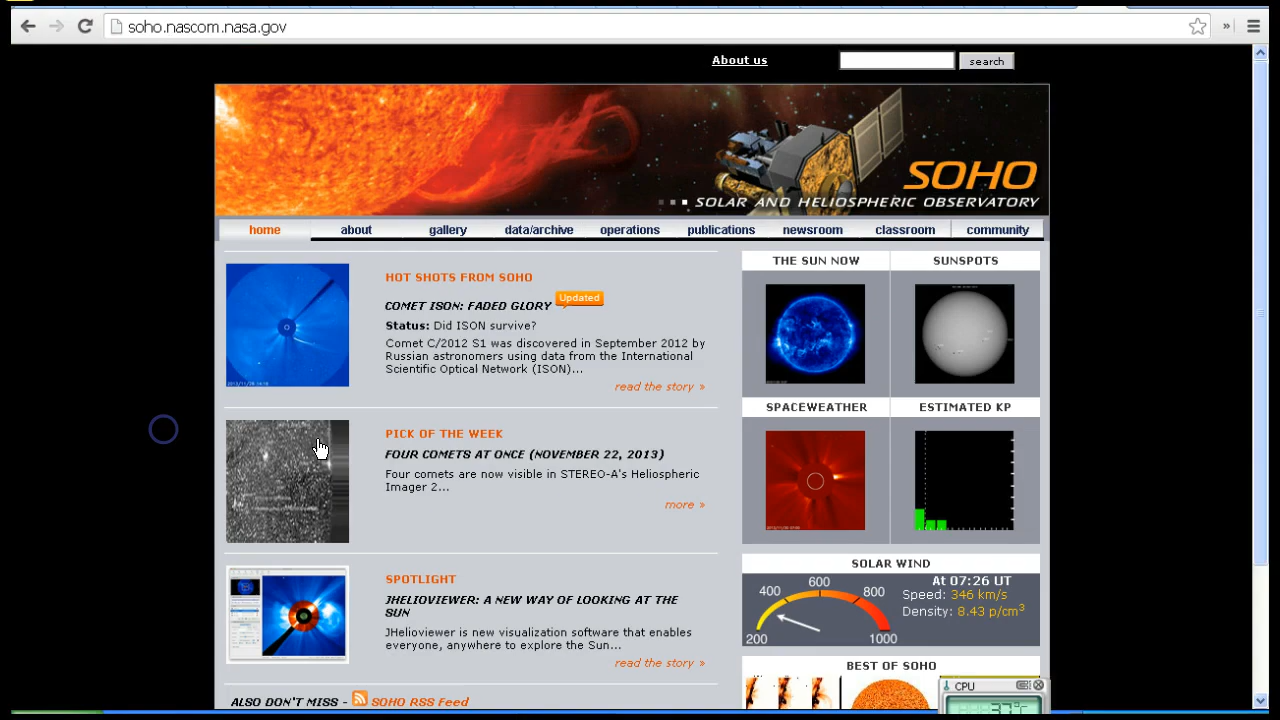 soho.nascom.nasa.gov
»
About us
search
SOHO
SOLAR AND HELIOSPHERIC OBSERVATORY
home about gallery data/archive operations publications newsroom classroom community
HOT SHOTS FROM SOHO
COMET ISON: FADED GLORY Updated
Status: Did ISON survive?
Comet C/2012 S1 was discovered in September 2012 by
Russian astronomers using data from the International
Scientific Optical Network (ISON)...
read the story »
PICK OF THE WEEK
FOUR COMETS AT ONCE (NOVEMBER 22, 2013)
Four comets are now visible in STEREO-A's Heliospheric
Imager 2...
more »
SPOTLIGHT
JHELIOVIEWER: A NEW WAY OF LOOKING AT THE
SUN
JHelioviewer is new visualization software that enables
everyone, anywhere to explore the Sun...
read the story »
ALSO DON'T MISS - SOHO RSS Feed
THE SUN NOW SUNSPOTS
SPACEWEATHER ESTIMATED KP
SOLAR WIND
200 400 600 800 1000
At 07:26 UT
Speed: 346 km/s
Density: 8.43 p/cm3
BEST OF SOHO
CPU
37°c